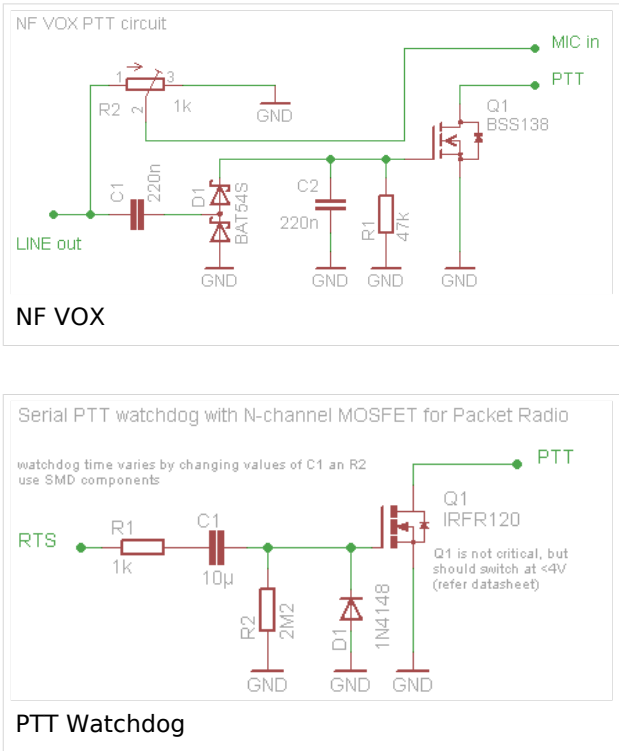 NF VOX PTT circuit
MIC in
PTT
1
3
R2
2
1k
GND
Q1
BSS138
C1
220n
D1
BAT54S
C2
220n
R1
47k
LINE out
GND
GND
GND
GND
NF VOX
Serial PTT watchdog with N-channel MOSFET for Packet Radio
watchdog time varies by changing values of C1 an R2
use SMD components
PTT
Q1
IRFR120
RTS
R1
1k
C1
10µ
Q1 is not critical, but
should switch at <4V
(refer datasheet)
R2
2M2
D1
1N4148
GND
GND
GND
PTT Watchdog